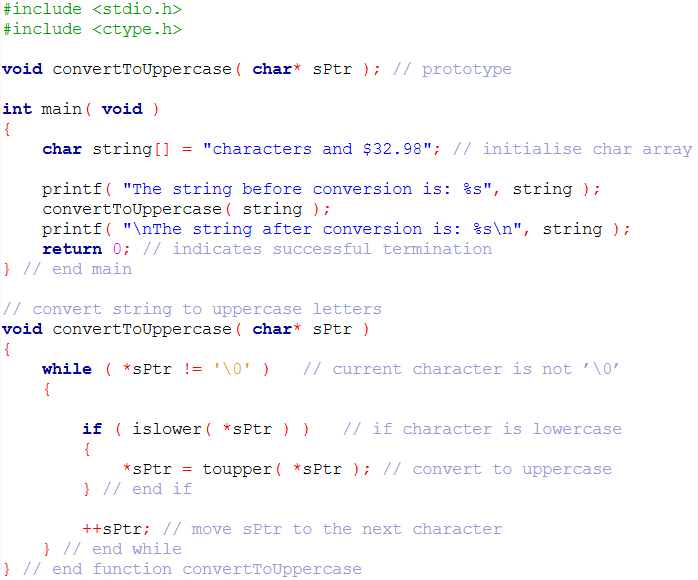 #include <stdio.h>
#include <ctype.h>
void convertToUppercase( char* sPtr ); // prototype
int main( void )
{
char string[] = "characters and $32.98"; // initialise char array
printf( "The string before conversion is: %s", string );
convertToUppercase( string );
printf( "\nThe string after conversion is: %s\n", string );
return 0; // indicates successful termination
} // end main
// convert string to uppercase letters
void convertToUppercase( char* sPtr )
{
while ( *sPtr != '\0' ) // current character is not ’\0’
{
if ( islower( *sPtr ) ) // if character is lowercase
{
*sPtr = toupper( *sPtr ); // convert to uppercase
} // end if
++sPtr; // move sPtr to the next character
} // end while
} // end function convertToUppercase